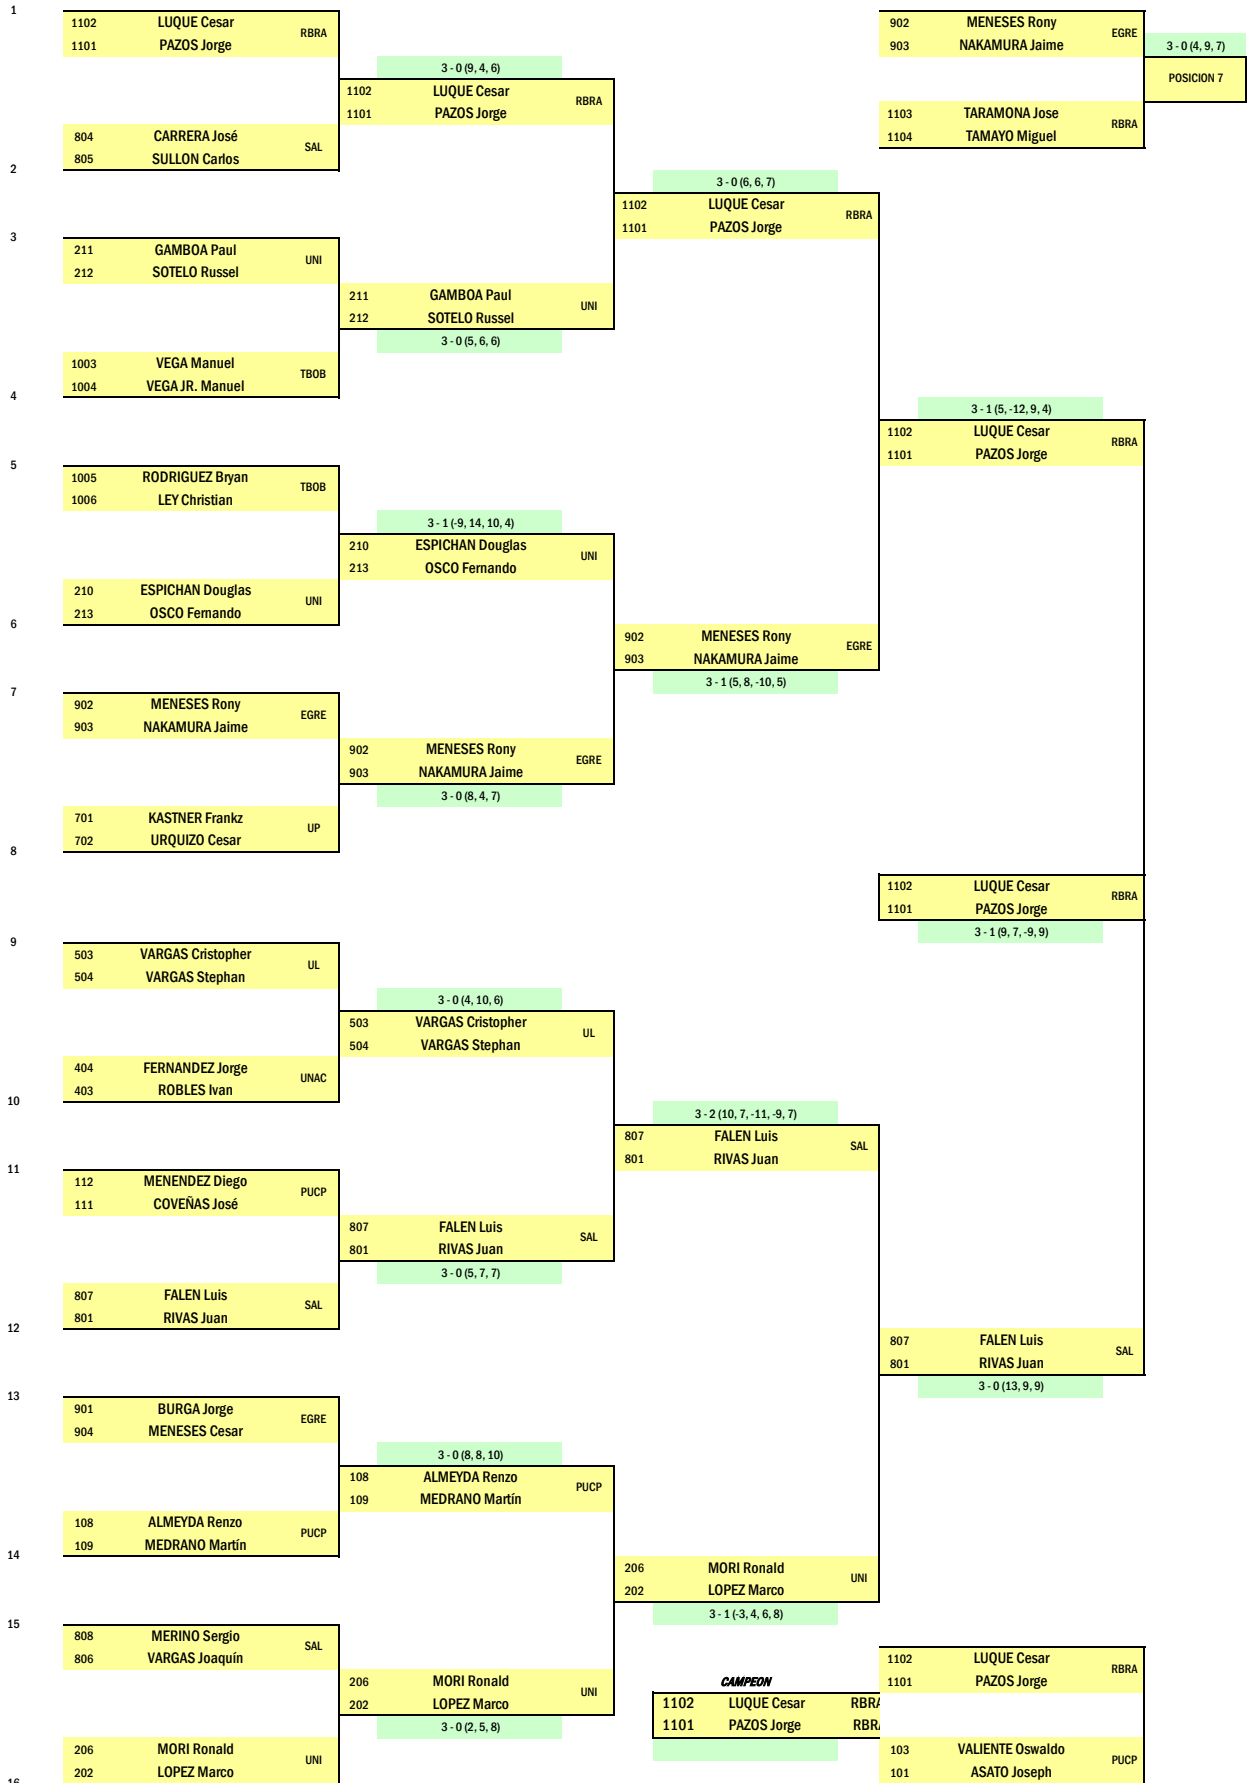 1
1102 LUQUE Cesar RBRA
1101 PAZOS Jorge
902 MENESES Rony EGRE
903 NAKAMURA Jaime
3 - 0 (4, 9, 7)
POSICION 7
3 - 0 (9, 4, 6)
1102 LUQUE Cesar RBRA
1101 PAZOS Jorge
1103 TARAMONA Jose RBRA
1104 TAMAYO Miguel
804 CARRERA José SAL
805 SULLON Carlos
2
3 - 0 (6, 6, 7)
1102 LUQUE Cesar RBRA
1101 PAZOS Jorge
3
211 GAMBOA Paul UNI
212 SOTELO Russel
211 GAMBOA Paul UNI
212 SOTELO Russel
3 - 0 (5, 6, 6)
1003 VEGA Manuel TBOB
1004 VEGA JR. Manuel
4
3 - 1 (5, -12, 9, 4)
1102 LUQUE Cesar RBRA
1101 PAZOS Jorge
5
1005 RODRIGUEZ Bryan TBOB
1006 LEY Christian
3 - 1 (-9, 14, 10, 4)
210 ESPICHAN Douglas UNI
213 OSCO Fernando
210 ESPICHAN Douglas UNI
213 OSCO Fernando
6
902 MENESES Rony EGRE
903 NAKAMURA Jaime
3 - 1 (5, 8, -10, 5)
7
902 MENESES Rony EGRE
903 NAKAMURA Jaime
902 MENESES Rony EGRE
903 NAKAMURA Jaime
3 - 0 (8, 4, 7)
701 KASTNER Frankz UP
702 URQUIZO Cesar
8
1102 LUQUE Cesar RBRA
1101 PAZOS Jorge
3 - 1 (9, 7, -9, 9)
9
503 VARGAS Cristopher UL
504 VARGAS Stephan
3 - 0 (4, 10, 6)
503 VARGAS Cristopher UL
504 VARGAS Stephan
404 FERNANDEZ Jorge UNAC
403 ROBLES Ivan
10
3 - 2 (10, 7, -11, -9, 7)
807 FALEN Luis SAL
801 RIVAS Juan
11
112 MENENDEZ Diego PUCP
111 COVEÑAS José
807 FALEN Luis SAL
801 RIVAS Juan
3 - 0 (5, 7, 7)
807 FALEN Luis SAL
801 RIVAS Juan
12
807 FALEN Luis SAL
801 RIVAS Juan
3 - 0 (13, 9, 9)
13
901 BURGA Jorge EGRE
904 MENESES Cesar
3 - 0 (8, 8, 10)
108 ALMEYDA Renzo PUCP
109 MEDRANO Martín
108 ALMEYDA Renzo PUCP
109 MEDRANO Martín
14
206 MORI Ronald UNI
202 LOPEZ Marco
3 - 1 (-3, 4, 6, 8)
15
808 MERINO Sergio SAL
806 VARGAS Joaquín
206 MORI Ronald UNI
202 LOPEZ Marco
3 - 0 (2, 5, 8)
CAMPEON
1102 LUQUE Cesar RBRA
1101 PAZOS Jorge RBRA
1102 LUQUE Cesar RBRA
1101 PAZOS Jorge
206 MORI Ronald UNI
202 LOPEZ Marco
103 VALIENTE Oswaldo PUCP
101 ASATO Joseph